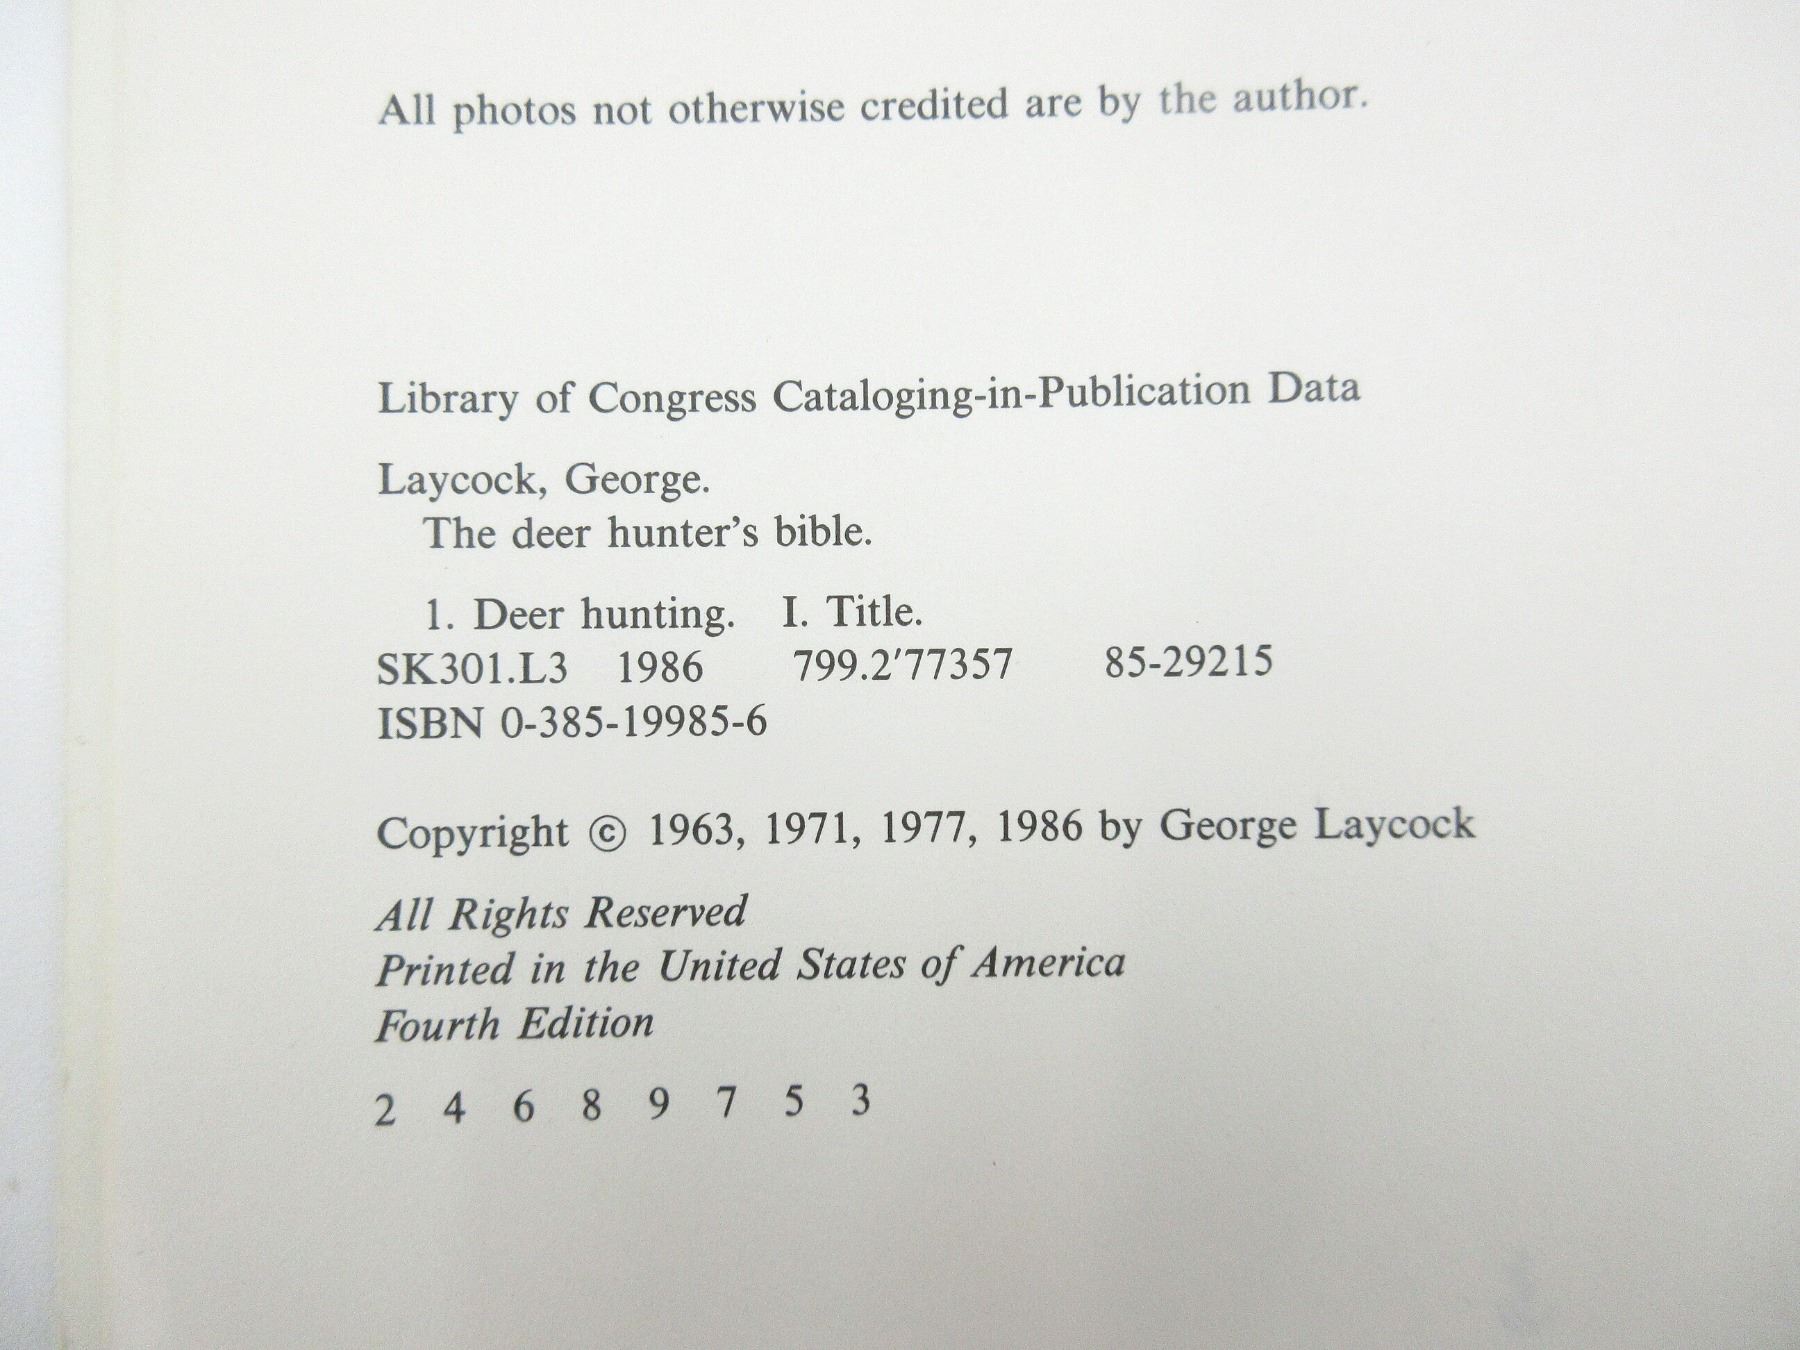 All photos not otherwise credited are by the author.
Library of Congress Cataloging-in-Publication Data
Laycock, George.
The deer hunter's bible.
1. Deer hunting. I. Title.
SK301.L3 1986 799.2′77357 85-29215
ISBN 0-385-19985-6
Copyright © 1963, 1971, 1977, 1986 by George Laycock
All Rights Reserved
Printed in the United States of America
Fourth Edition
2 4 6 8 9 7 5 3